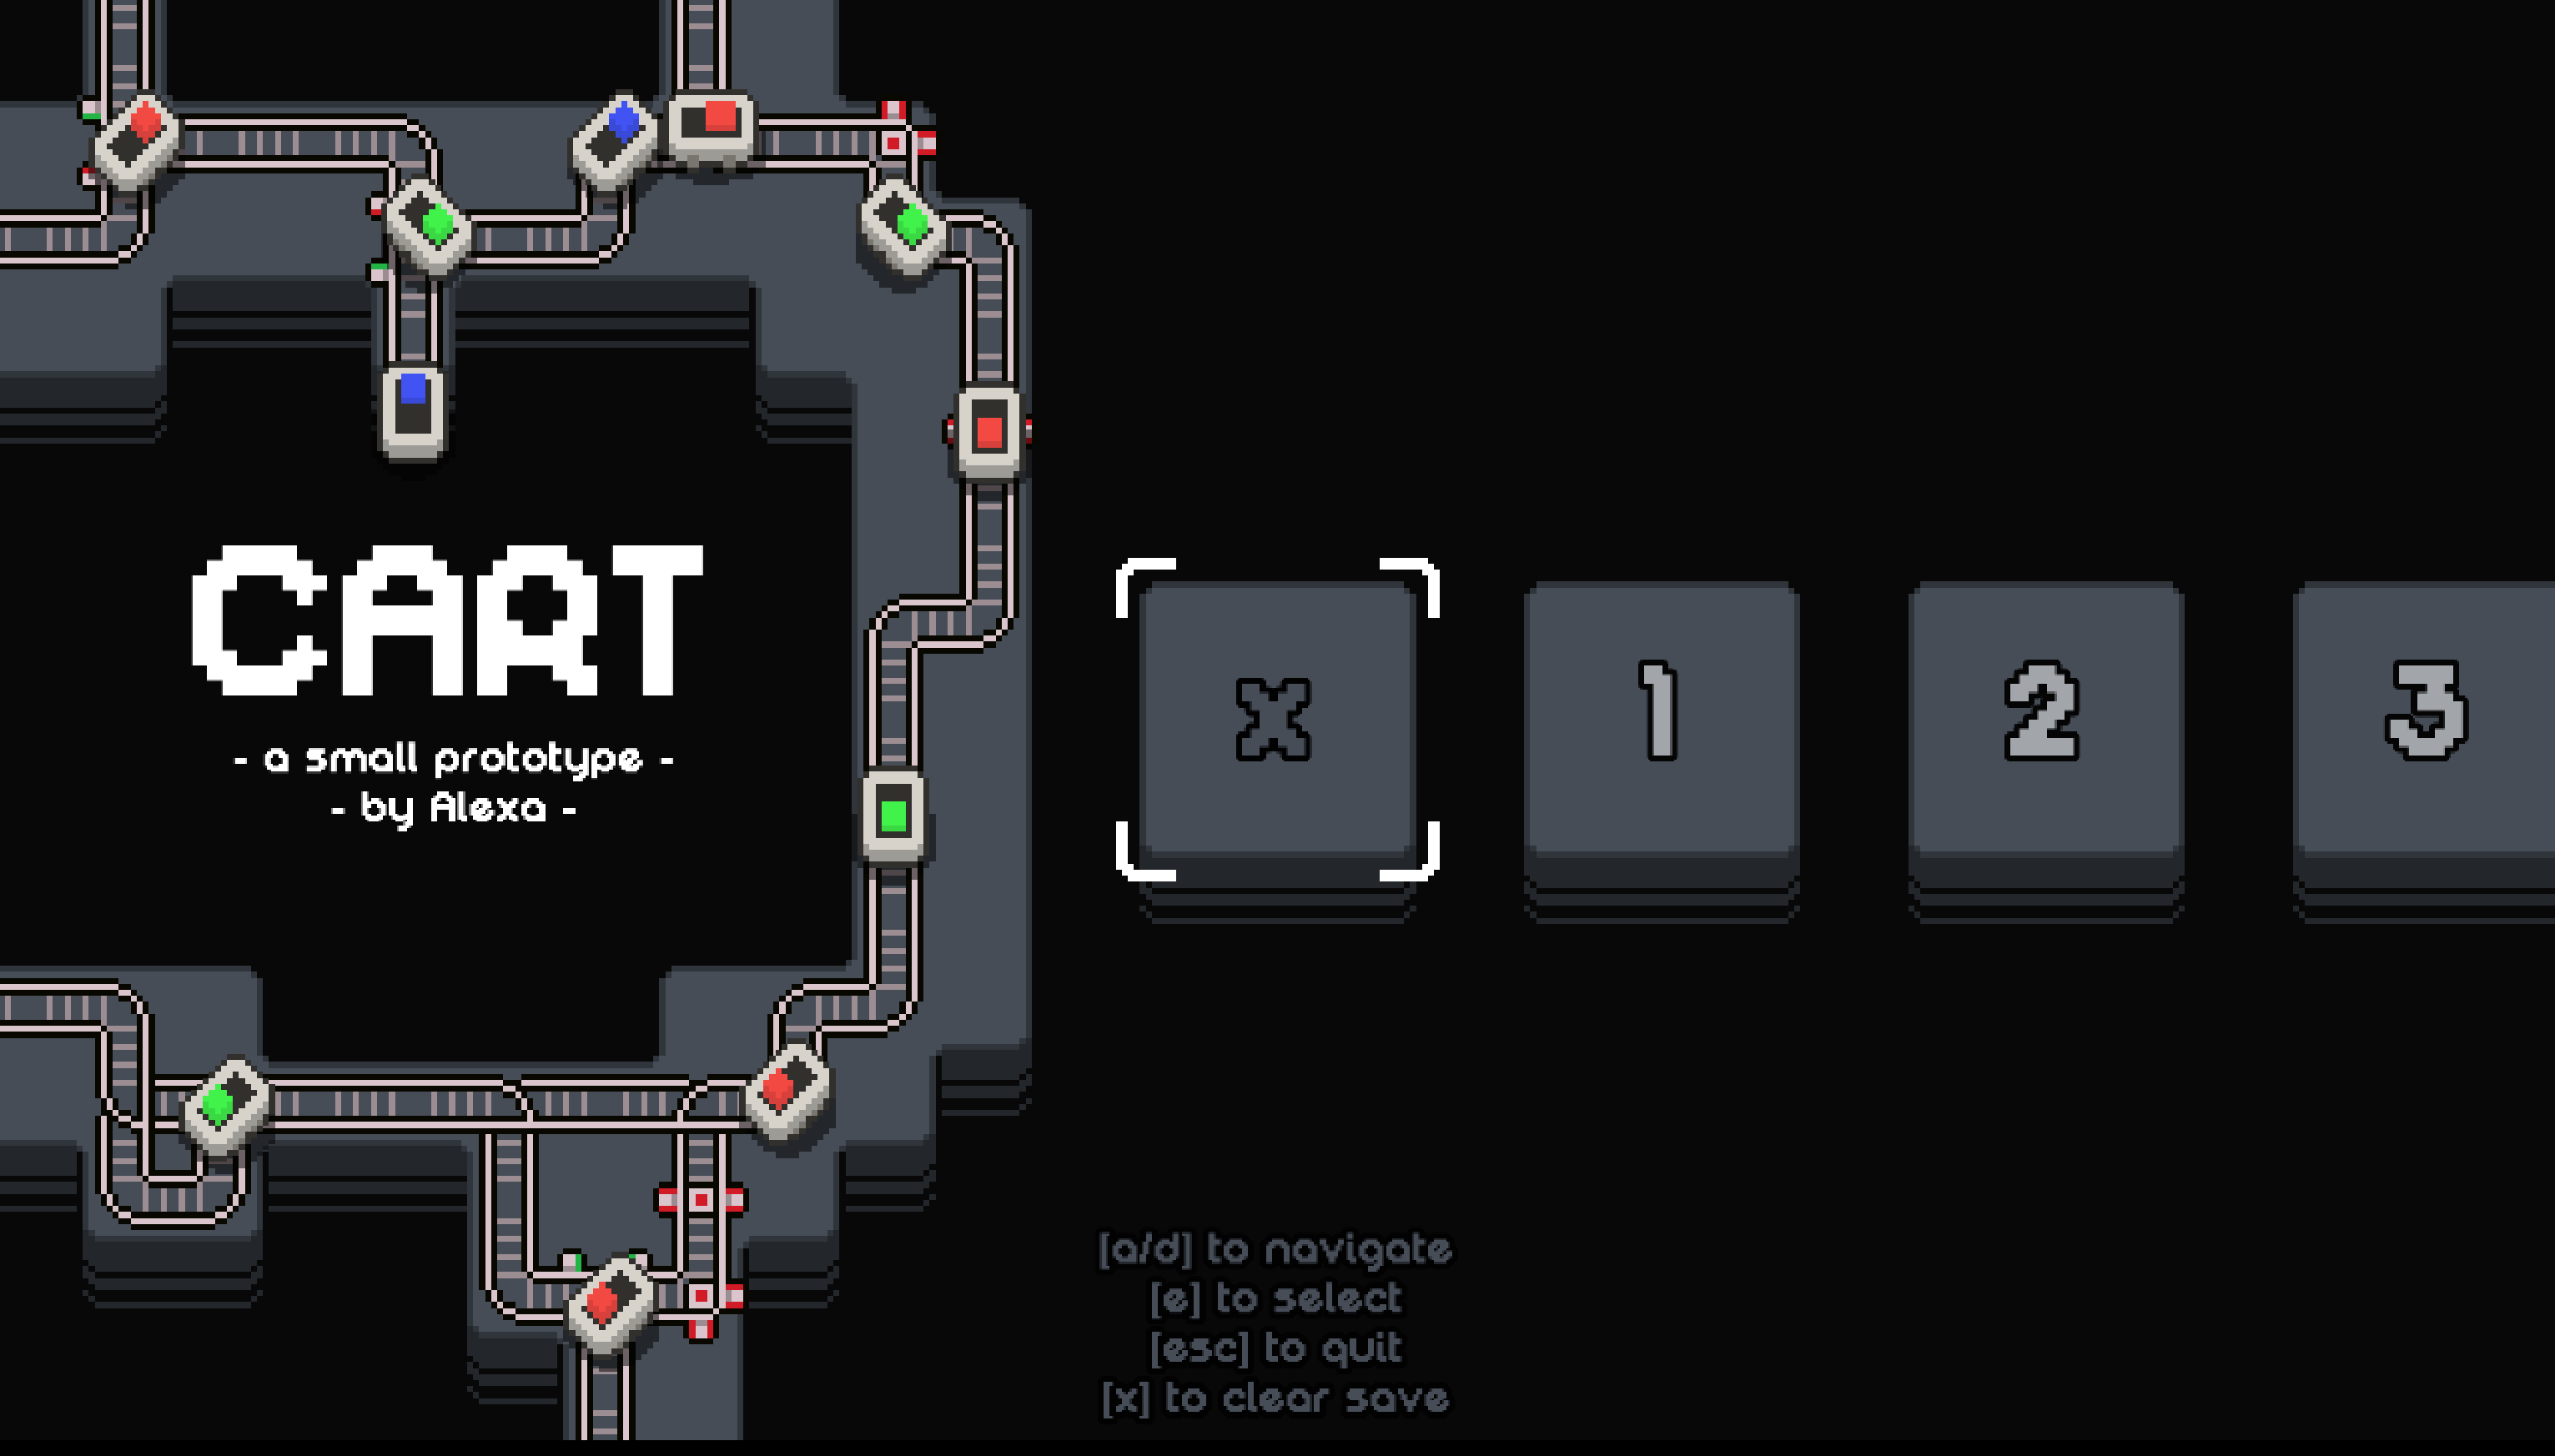 CART
- a small prototype -
- by Alexa -
x
1
2
3
[a/d] to navigate
[e] to select
[esc] to quit
[x] to clear save